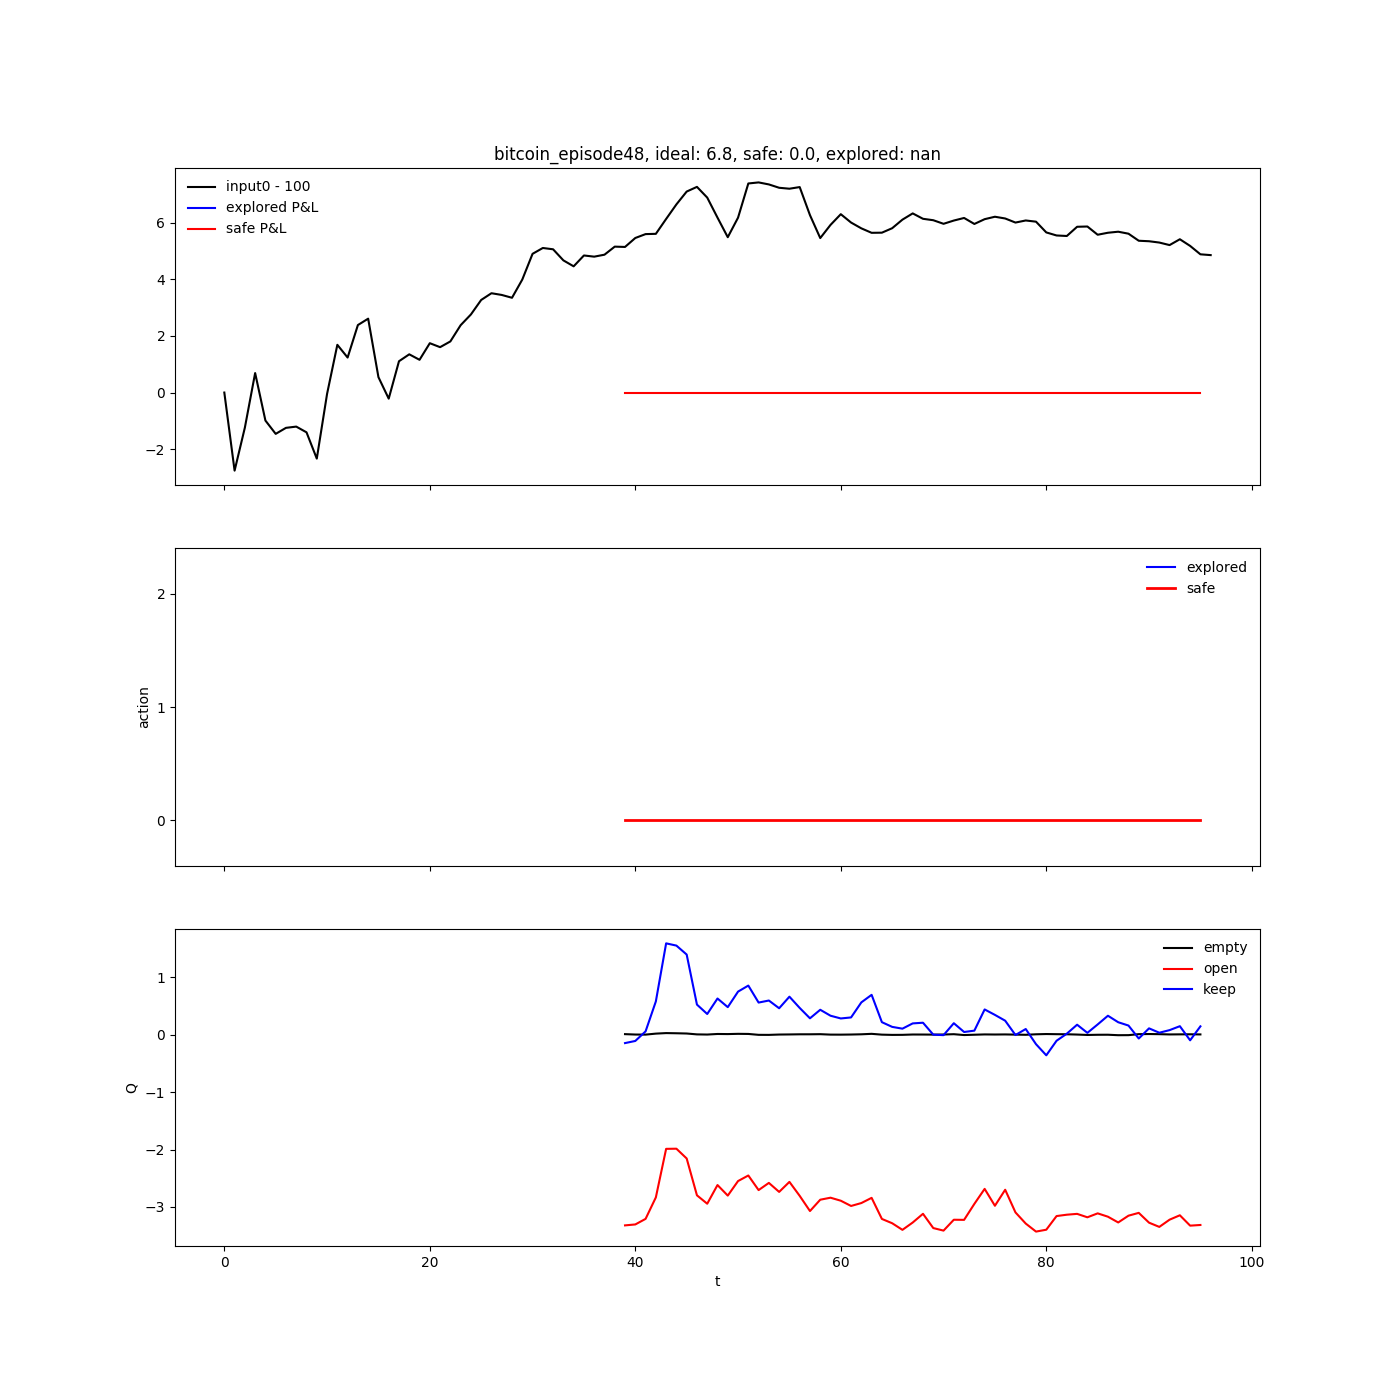 bitcoin_episode48, ideal: 6.8, safe: 0.0, explored: nan
input0 - 100
explored P&L
safe P&L
6
4
2
0
−2
explored
safe
action
2
1
0
empty
open
keep
Q
1
0
−1
−2
−3
0 20 40 60 80 100
t